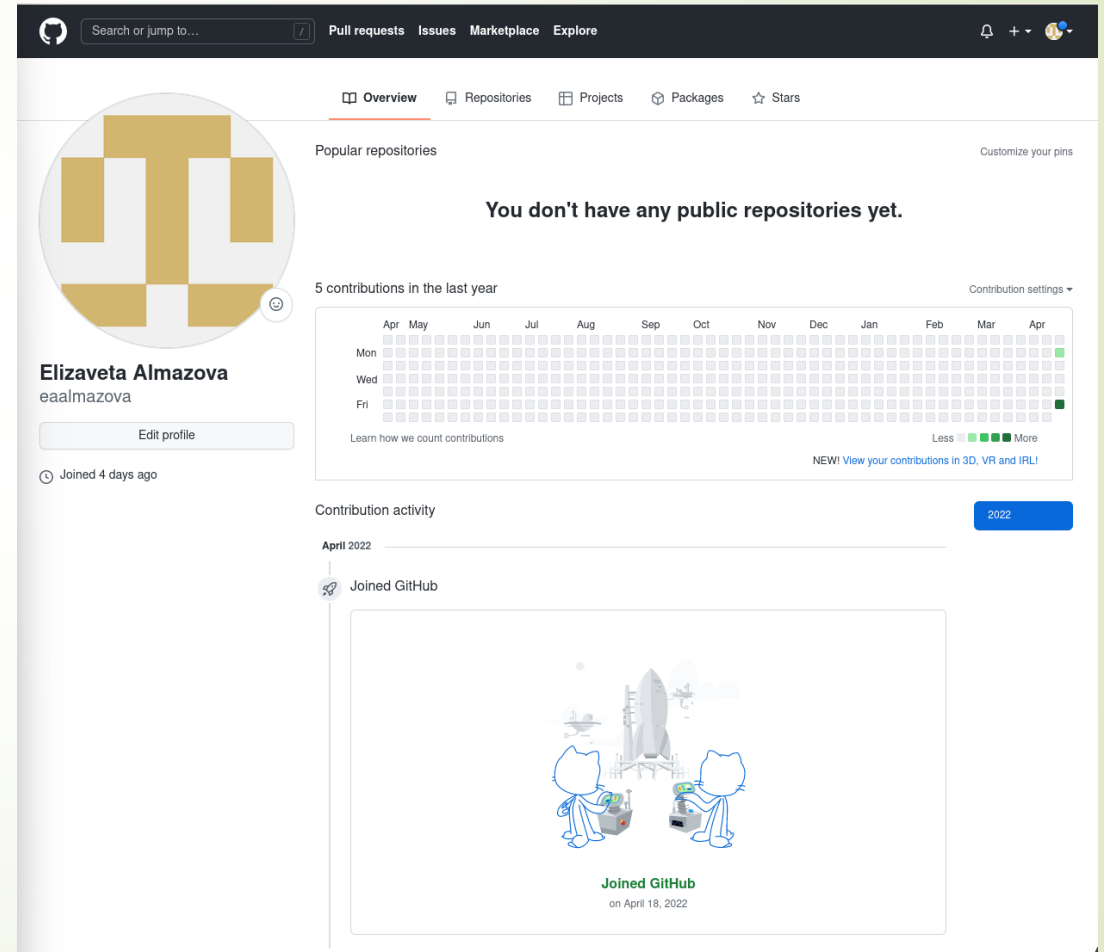 Search or jump to… /
Pull requests Issues Marketplace Explore
Overview Repositories Projects Packages Stars
Popular repositories
Customize your pins
You don't have any public repositories yet.
5 contributions in the last year
Contribution settings
Apr May Jun Jul Aug Sep Oct Nov Dec Jan Feb Mar Apr
Mon
Wed
Fri
Learn how we count contributions
Less More
NEW! View your contributions in 3D, VR and IRL!
Elizaveta Almazova
eaalmazova
Edit profile
Joined 4 days ago
Contribution activity
2022
April 2022
Joined GitHub
Joined GitHub
on April 18, 2022